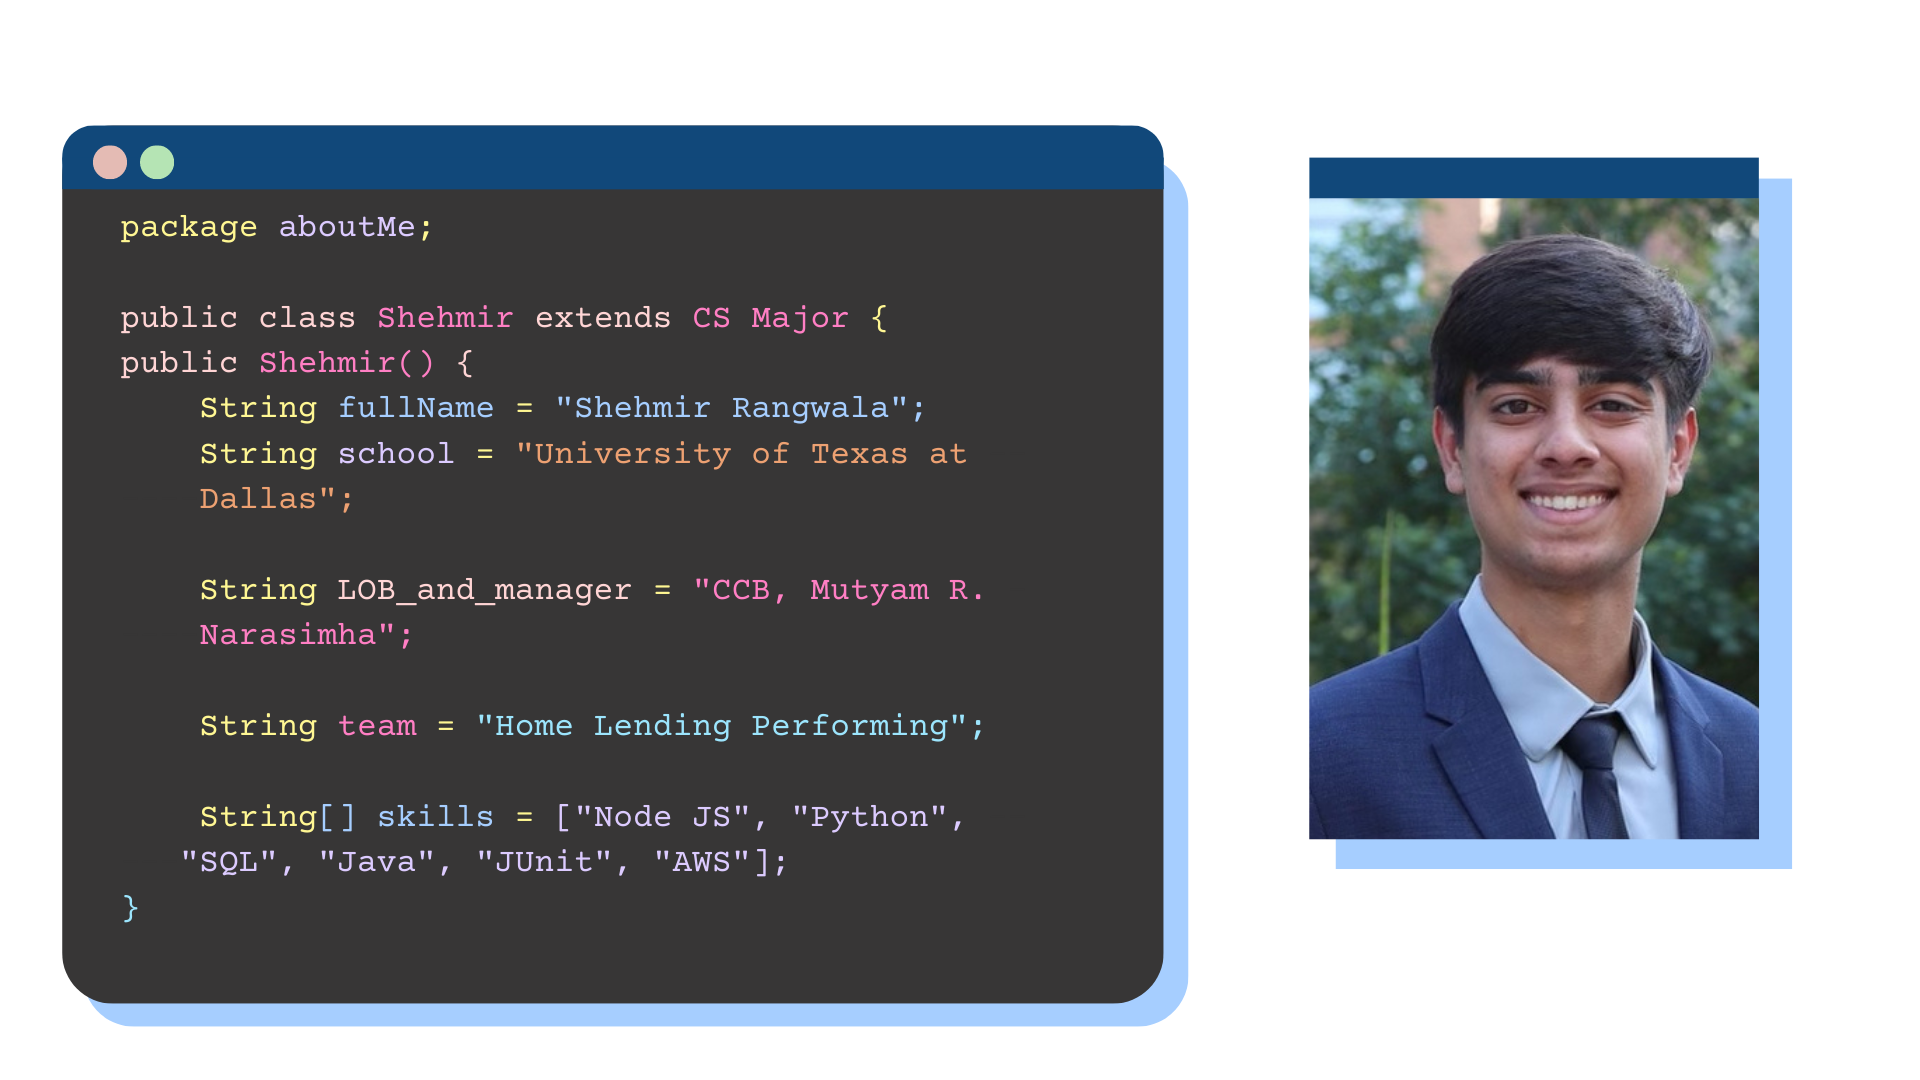 package aboutMe;
public class Shehmir extends CS Major {
public Shehmir() {
String fullName = "Shehmir Rangwala";
String school = "University of Texas at
Dallas";
String LOB_and_manager = "CCB, Mutyam R.
Narasimha";
String team = "Home Lending Performing";
String[] skills = ["Node JS", "Python",
"SQL", "Java", "JUnit", "AWS"];
}